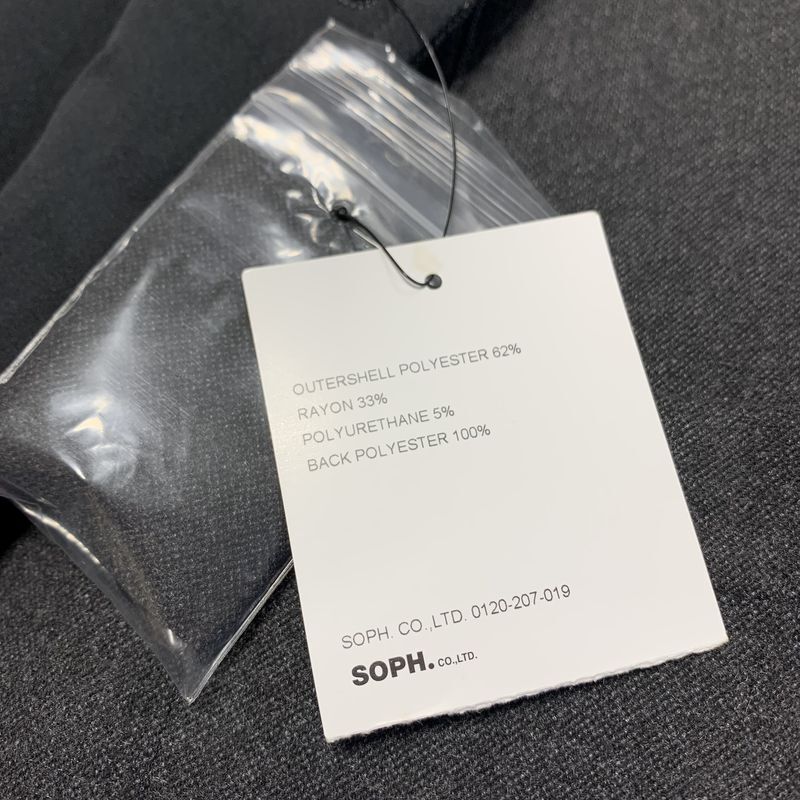 OUTERSHELL POLYESTER 62%
RAYON 33%
POLYURETHANE 5%
BACK POLYESTER 100%
SOPH. CO.,LTD. 0120-207-019
SOPH. CO.,LTD.